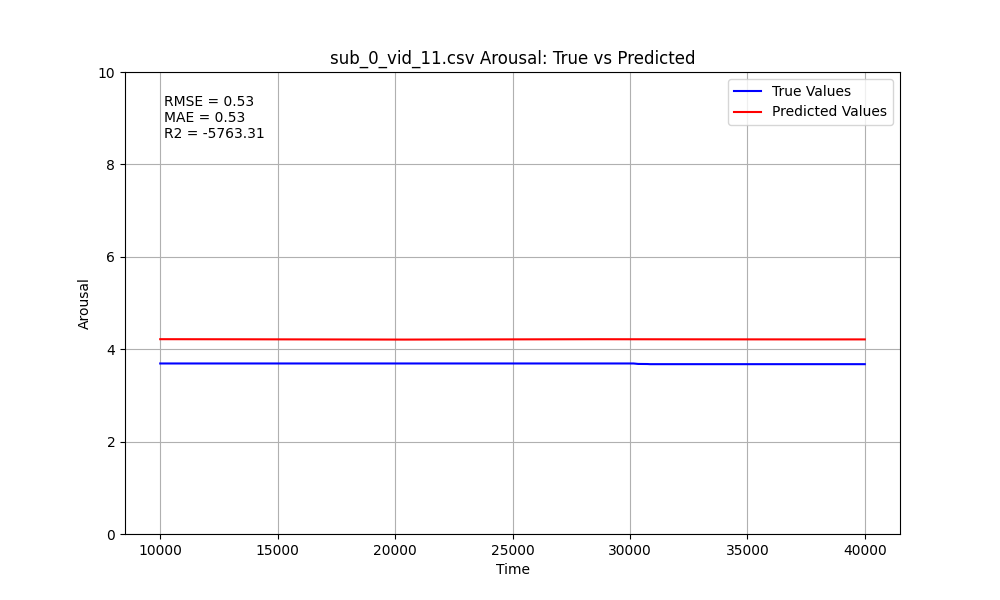 sub_0_vid_11.csv Arousal: True vs Predicted
RMSE = 0.53
MAE = 0.53
R2 = -5763.31
True Values
Predicted Values
Arousal
10
8
6
4
2
0
10000 15000 20000 25000 30000 35000 40000
Time